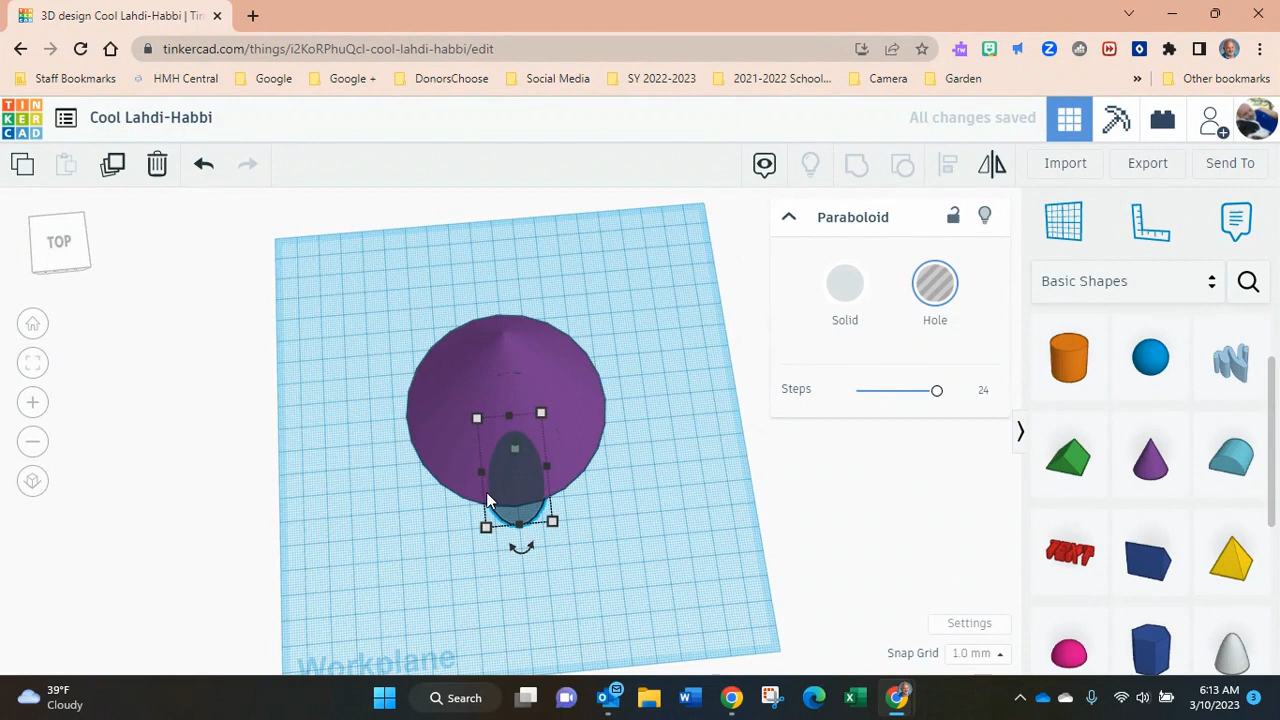 3D design Cool Lahdi-Habbi | Tin
tinkercad.com/things/i2KoRPhuQcl-cool-lahdi-habbi/edit
Staff Bookmarks HMH Central Google Google + DonorsChoose Social Media SY 2022-2023 2021-2022 School... Camera Garden » Other bookmarks
TIN
KER
CAD
Cool Lahdi-Habbi
All changes saved
Import Export Send To
TOP
Paraboloid
Solid Hole
Steps 24
Basic Shapes
TEXT
Workplane
Settings
Snap Grid 1.0 mm
39°F
Cloudy
Search
6:13 AM
3/10/2023
3